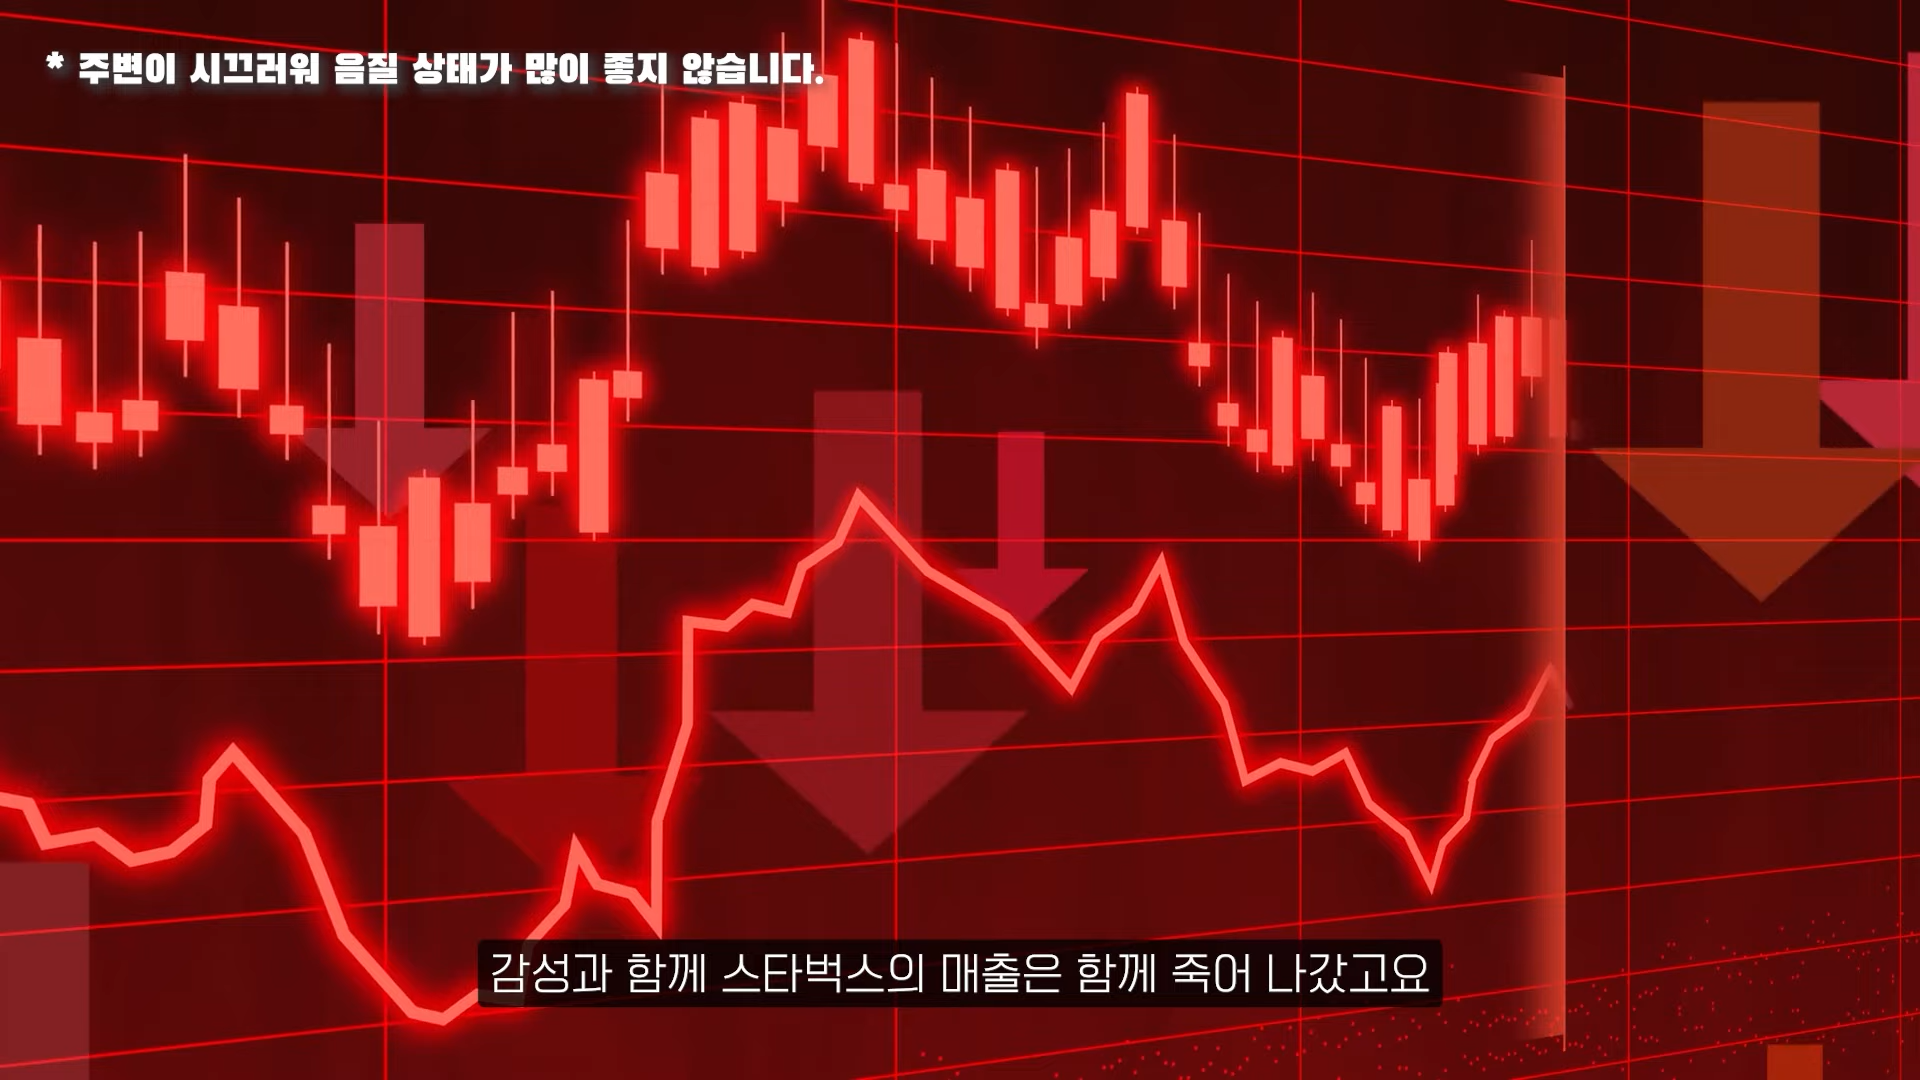 * 주변이 시끄러워 음질 상태가 많이 좋지 않습니다.
감성과 함께 스타벅스의 매출은 함께 죽어 나갔고요